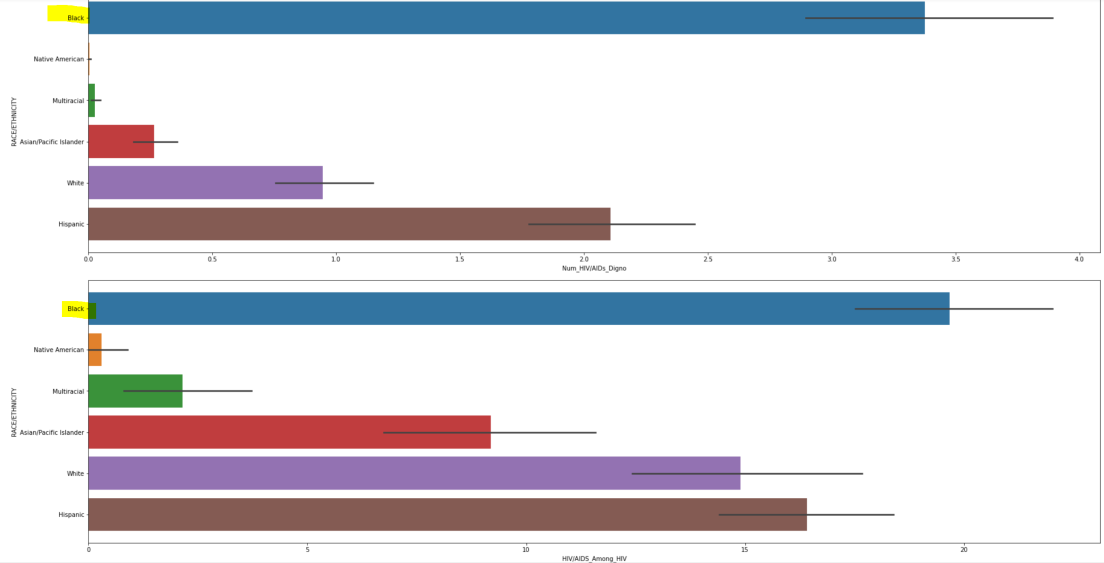 Black
Native American
Multiracial
RACE/ETHNICITY
Asian/Pacific Islander
White
Hispanic
0.0 0.5 1.0 1.5 2.0 2.5 3.0 3.5 4.0
Num_HIV/AIDs_Digno
Black
Native American
Multiracial
RACE/ETHNICITY
Asian/Pacific Islander
White
Hispanic
0 5 10 15 20
HIV/AIDS_Among_HIV